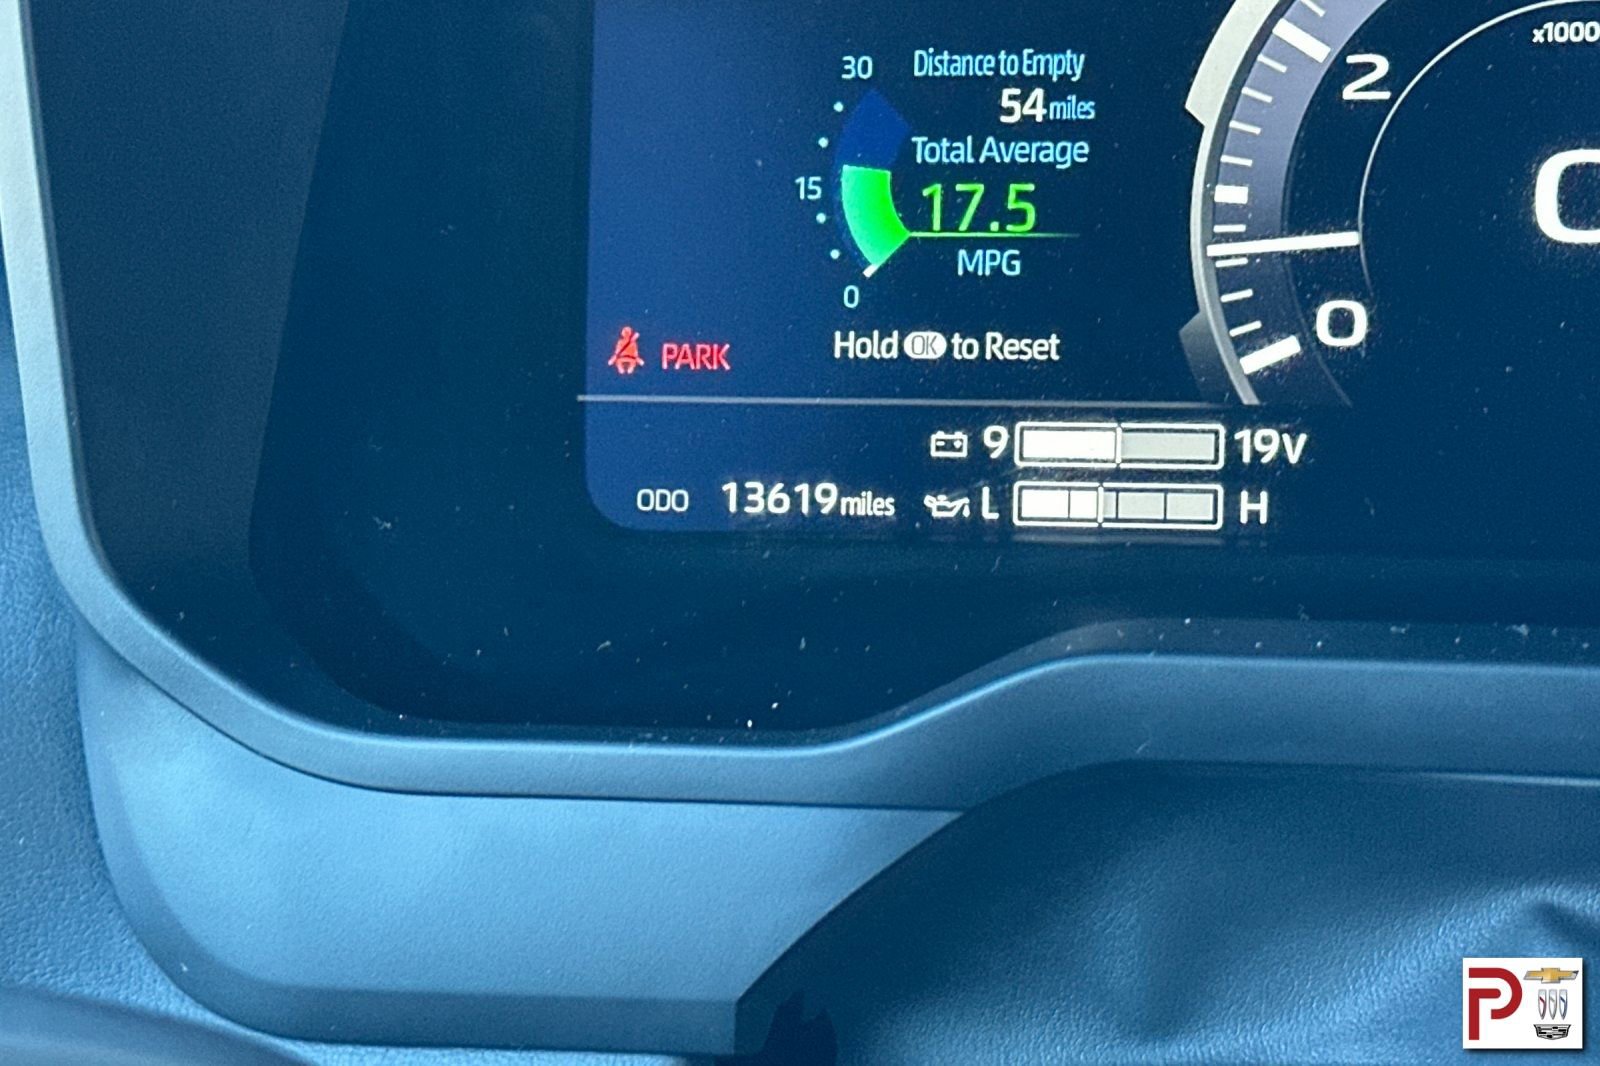 30
Distance to Empty
54 miles
Total Average
15
17.5
MPG
0
Hold OK to Reset
PARK
x1000
2
0
0
9
19V
ODO 13619 miles
L
H
P